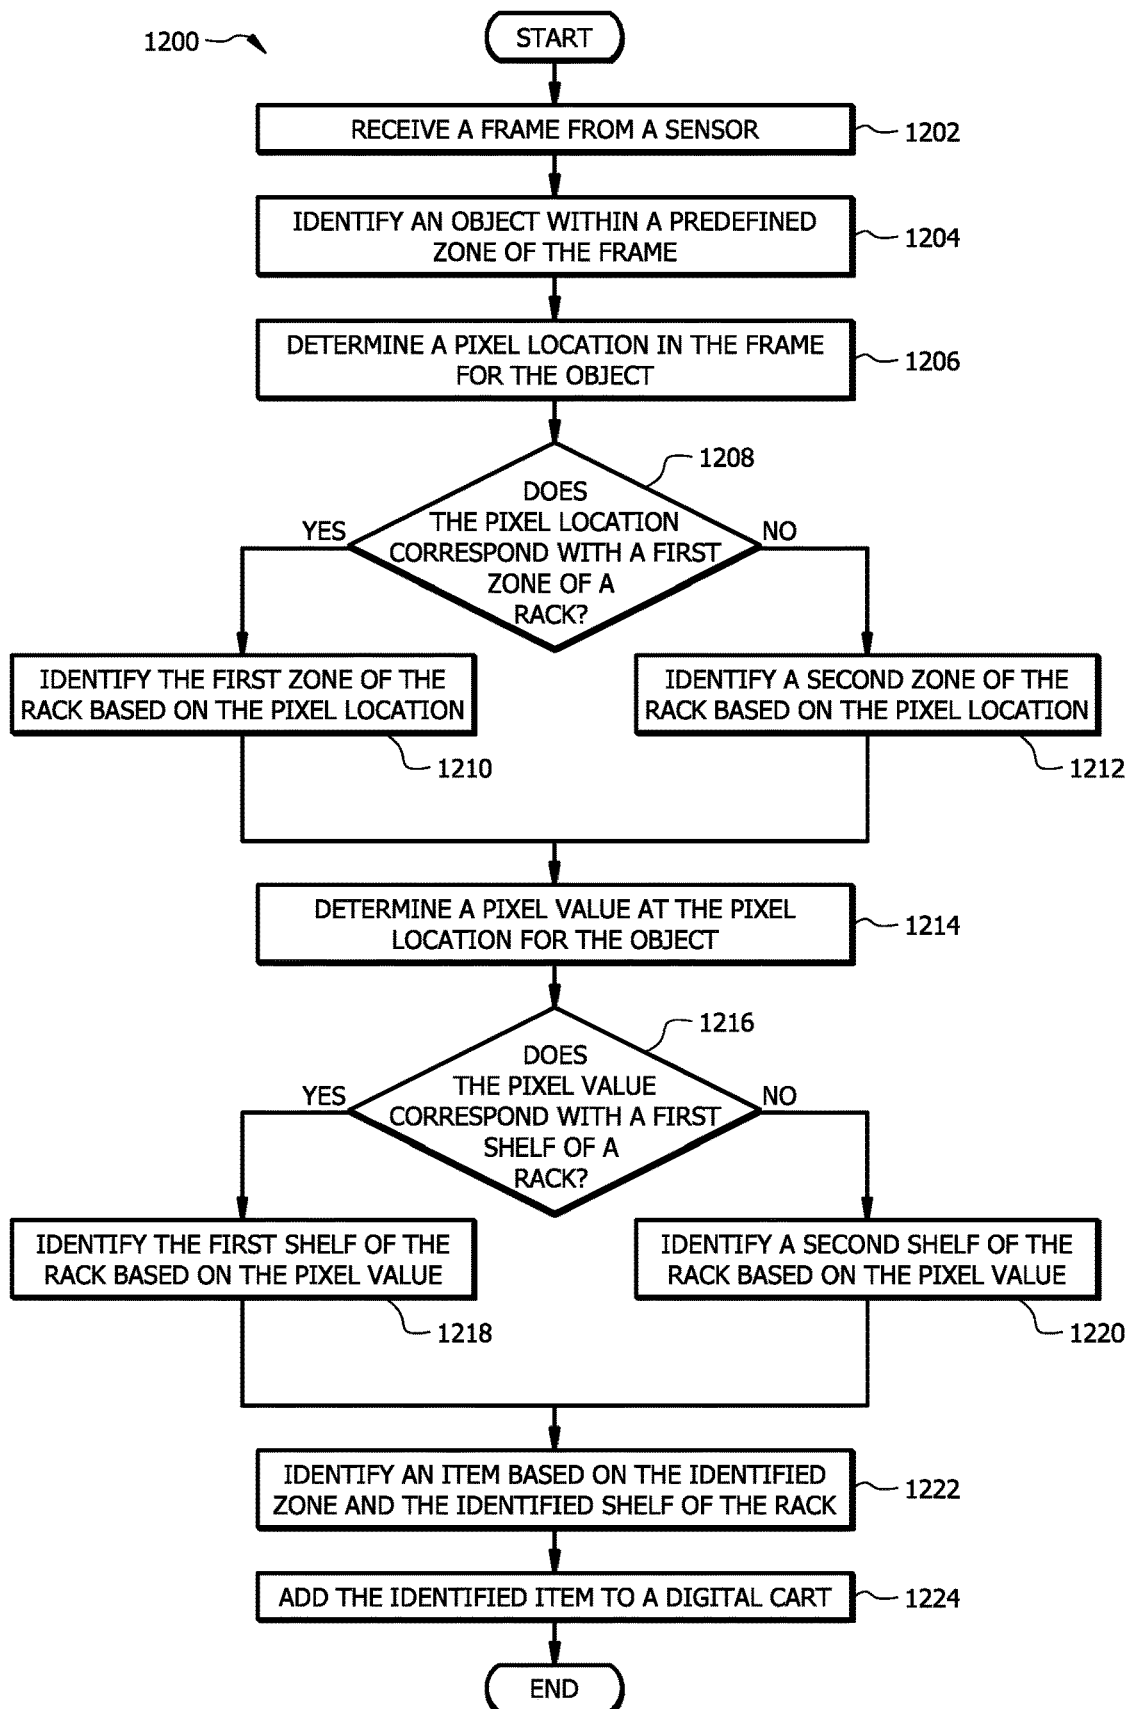 1200
START
RECEIVE A FRAME FROM A SENSOR
1202
IDENTIFY AN OBJECT WITHIN A PREDEFINED
ZONE OF THE FRAME
1204
DETERMINE A PIXEL LOCATION IN THE FRAME
FOR THE OBJECT
1206
1208
DOES
THE PIXEL LOCATION
CORRESPOND WITH A FIRST
ZONE OF A
RACK?
YES
NO
IDENTIFY THE FIRST ZONE OF THE
RACK BASED ON THE PIXEL LOCATION
1210
IDENTIFY A SECOND ZONE OF THE
RACK BASED ON THE PIXEL LOCATION
1212
DETERMINE A PIXEL VALUE AT THE PIXEL
LOCATION FOR THE OBJECT
1214
1216
DOES
THE PIXEL VALUE
CORRESPOND WITH A FIRST
SHELF OF A
RACK?
YES
NO
IDENTIFY THE FIRST SHELF OF THE
RACK BASED ON THE PIXEL VALUE
1218
IDENTIFY A SECOND SHELF OF THE
RACK BASED ON THE PIXEL VALUE
1220
IDENTIFY AN ITEM BASED ON THE IDENTIFIED
ZONE AND THE IDENTIFIED SHELF OF THE RACK
1222
ADD THE IDENTIFIED ITEM TO A DIGITAL CART
1224
END